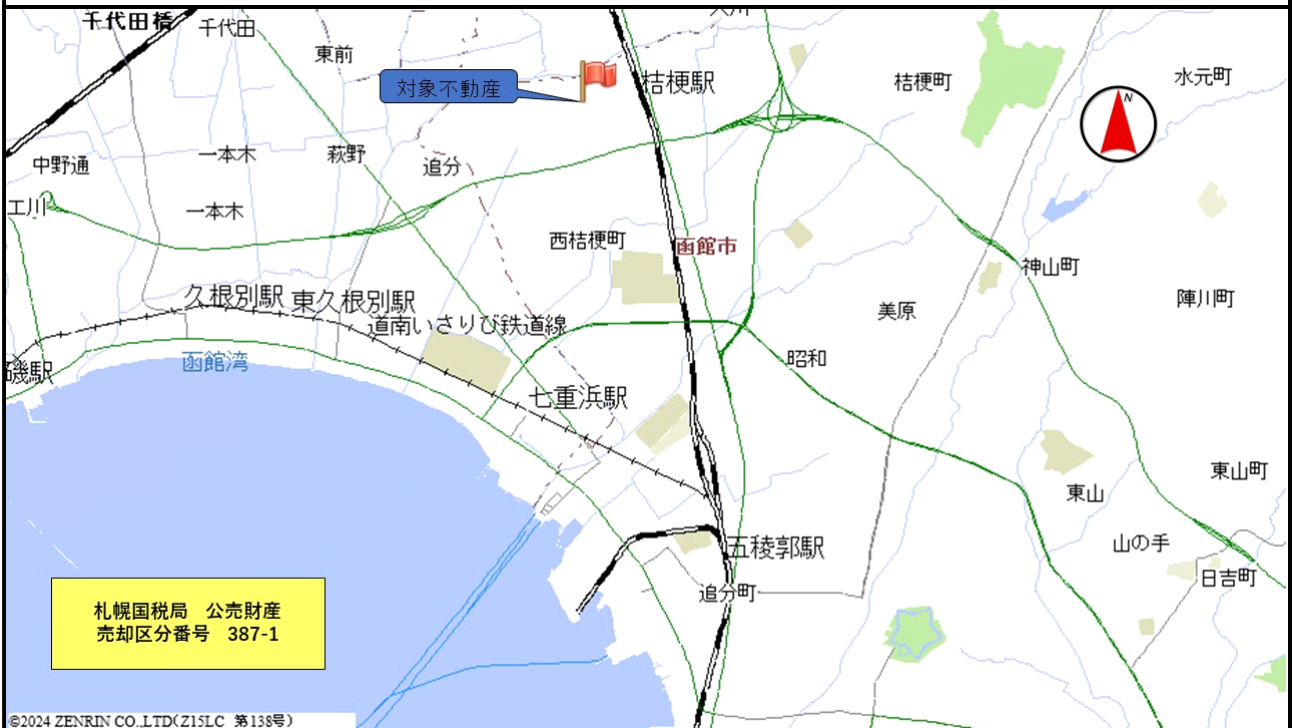 千代田橋
千代田
東前
対象不動産
桔梗駅
桔梗町
水元町
中野通
一本木
萩野
追分
工川
一本木
西桔梗町
函館市
神山町
陣川町
久根別駅
東久根別駅
道南いさりび鉄道線
美原
函館湾
磯駅
昭和
七重浜駅
東山町
東山
五稜郭駅
山の手
日吉町
追分町
札幌国税局 公売財産
売却区分番号 387-1
N
©2024 ZENRIN CO.,LTD(Z15LC 第138号)